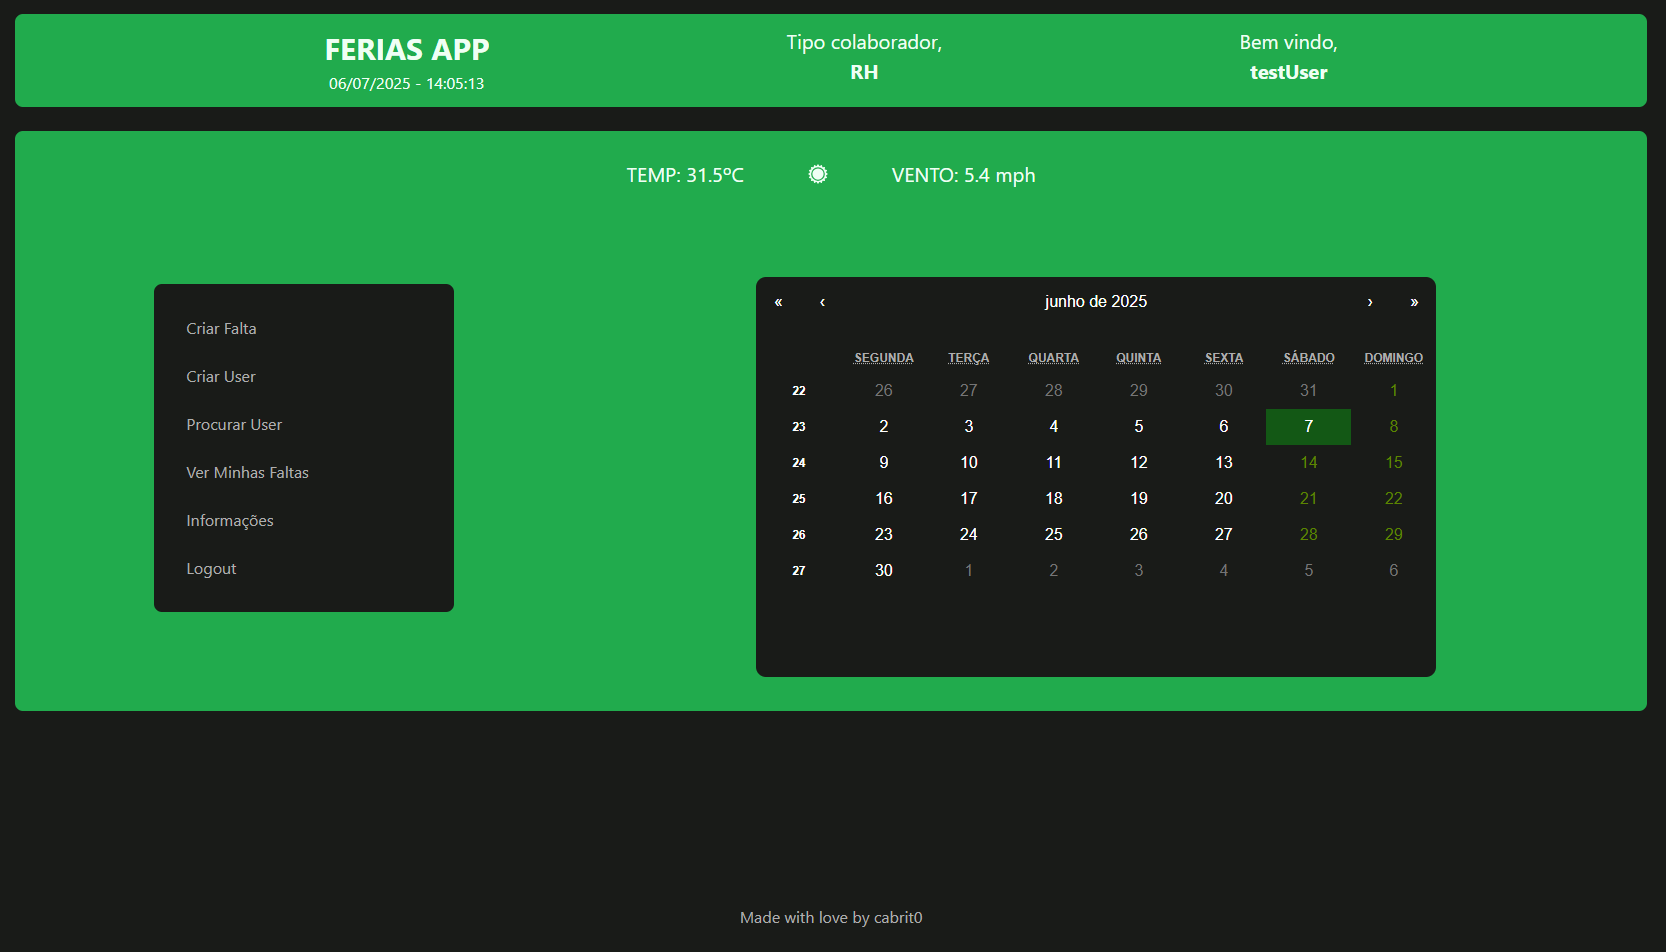 FERIAS APP
06/07/2025 - 14:05:13
Tipo colaborador,
RH
Bem vindo,
testUser
TEMP: 31.5ºC
VENTO: 5.4 mph
Criar Falta
Criar User
Procurar User
Ver Minhas Faltas
Informações
Logout
« ‹ junho de 2025 › »
SEGUNDA TERÇA QUARTA QUINTA SEXTA SÁBADO DOMINGO
22 26 27 28 29 30 31 1
23 2 3 4 5 6 7 8
24 9 10 11 12 13 14 15
25 16 17 18 19 20 21 22
26 23 24 25 26 27 28 29
27 30 1 2 3 4 5 6
Made with love by cabrit0